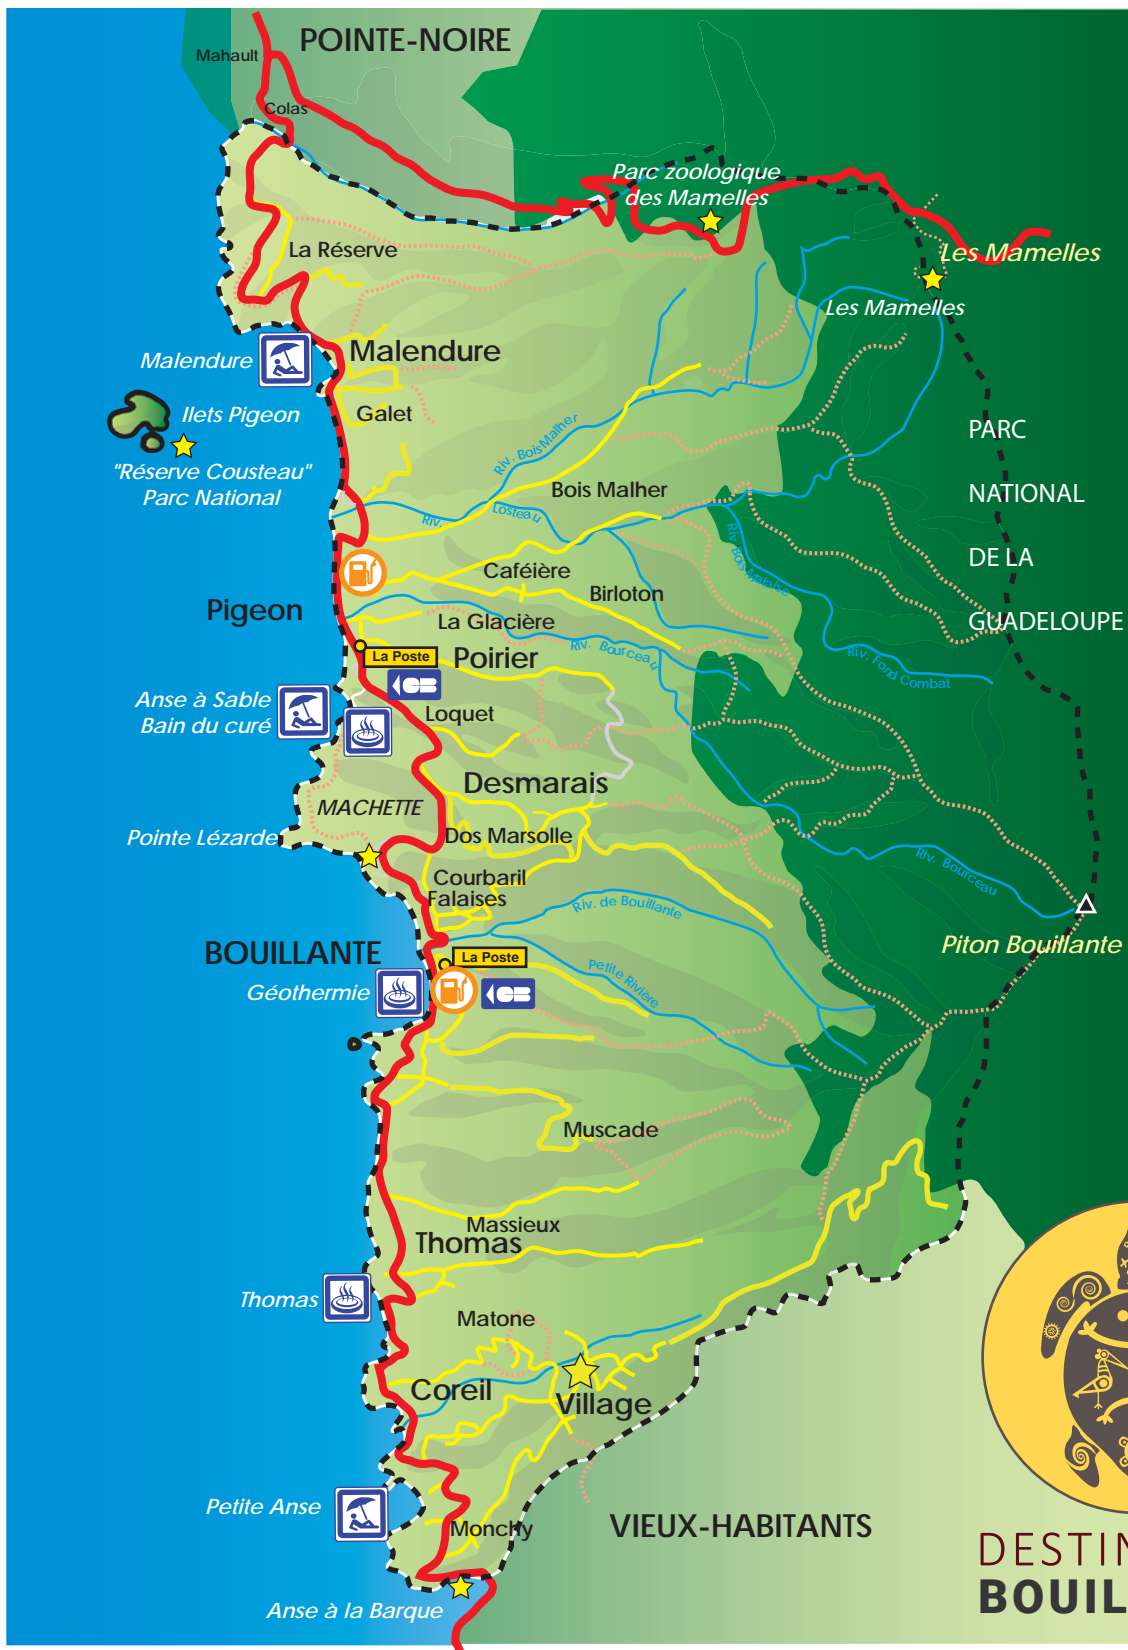 POINTE-NOIRE
Mahault
Colas
Parc zoologique
des Mamelles
La Réserve
Les Mamelles
Les Mamelles
Malendure
Malendure
Ilets Pigeon
Galet
PARC
"Réserve Cousteau"
Parc National
Riv. Bois Malher
Bois Malher
NATIONAL
Riv. Losteau
Riv. Bois Malaise
DE LA
Caféière
Birloton
Pigeon
La Glacière
GUADELOUPE
La Poste
Poirier
Riv. Bourceau
Riv. Fond Combat
Anse à Sable
Bain du curé
Loquet
Desmarais
MACHETTE
Pointe Lézarde
Dos Marsolle
Riv. Bourceau
Courbaril
Falaises
Riv. de Bouillante
BOUILLANTE
La Poste
Piton Bouillante
Géothermie
Petite Rivière
Muscade
Massieux
Thomas
Thomas
Matone
Coreil
Village
Petite Anse
Monchy
VIEUX-HABITANTS
DESTIN
BOUIL
Anse à la Barque